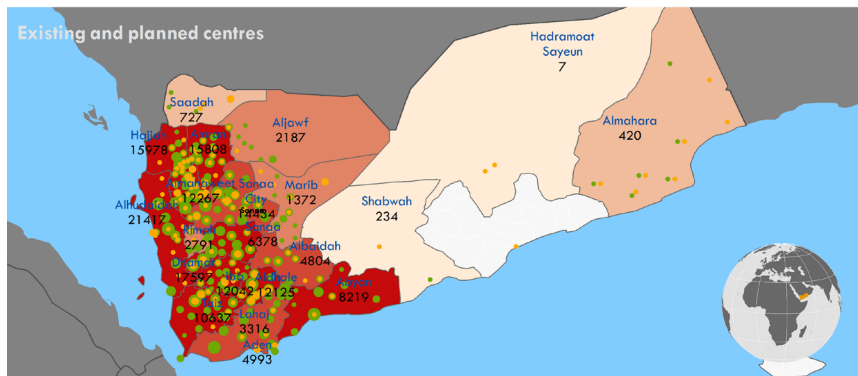 Existing and planned centres
Hadramoat
Sayeun
7
Saadah
727
Aljawf
2187
Almahara
420
Hajjah
15978
Amran
15808
Almahaweet
12267
Sanaa
City
14434
Marib
1372
Shabwah
234
Alhudaidah
21417
Rimah
2791
Sanaa
6378
Albaidah
4804
Dhamar
17597
Ibb
12042
Aldhale
12125
Abyan
8219
Taiz
10637
Lahaj
3316
Aden
4993